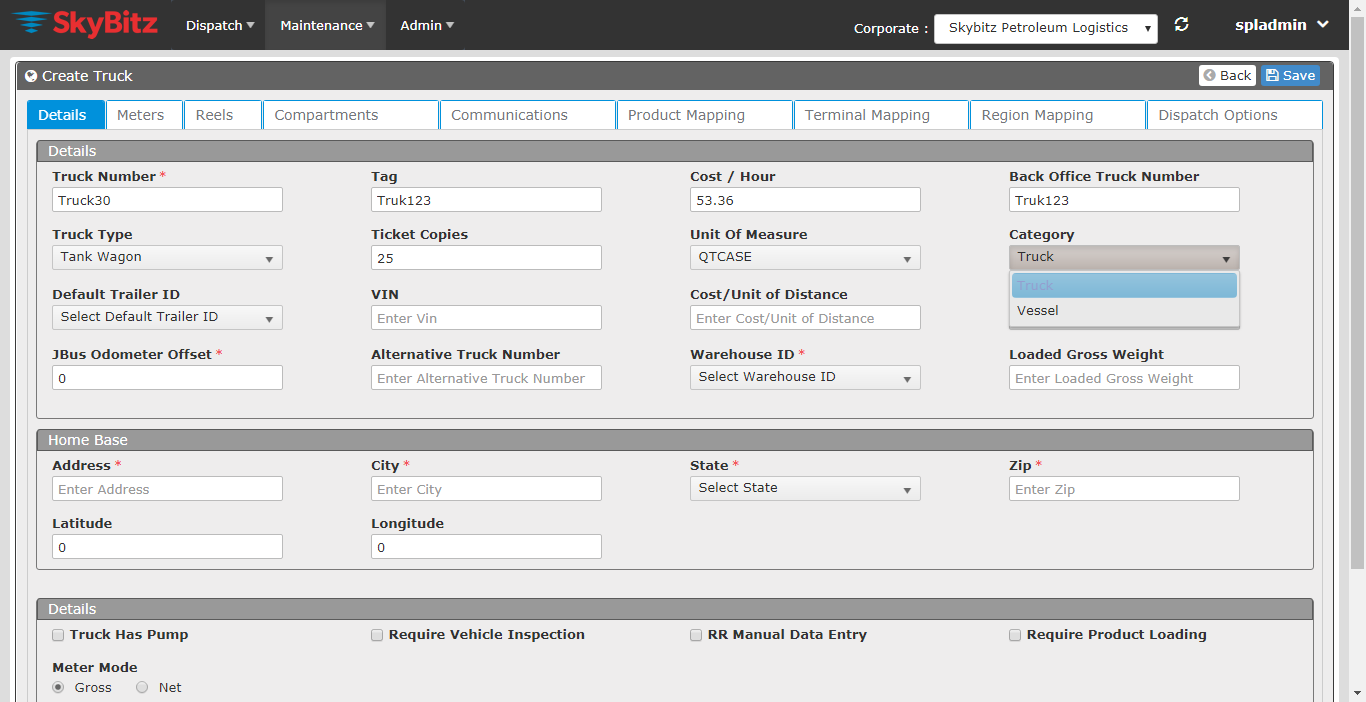 SkyBitz Dispatch Maintenance Admin Corporate : Skybitz Petroleum Logistics spladmin
Create Truck Back Save
Details Meters Reels Compartments Communications Product Mapping Terminal Mapping Region Mapping Dispatch Options
Details
Truck Number * Tag Cost / Hour Back Office Truck Number
Truck30 Truk123 53.36 Truk123
Truck Type Ticket Copies Unit Of Measure Category
Tank Wagon 25 QTCASE Truck
Truck
Default Trailer ID VIN Cost/Unit of Distance
Vessel
Select Default Trailer ID Enter Vin Enter Cost/Unit of Distance
JBus Odometer Offset * Alternative Truck Number Warehouse ID * Loaded Gross Weight
0 Enter Alternative Truck Number Select Warehouse ID Enter Loaded Gross Weight
Home Base
Address * City * State * Zip *
Enter Address Enter City Select State Enter Zip
Latitude Longitude
0 0
Details
Truck Has Pump Require Vehicle Inspection RR Manual Data Entry Require Product Loading
Meter Mode
Gross Net